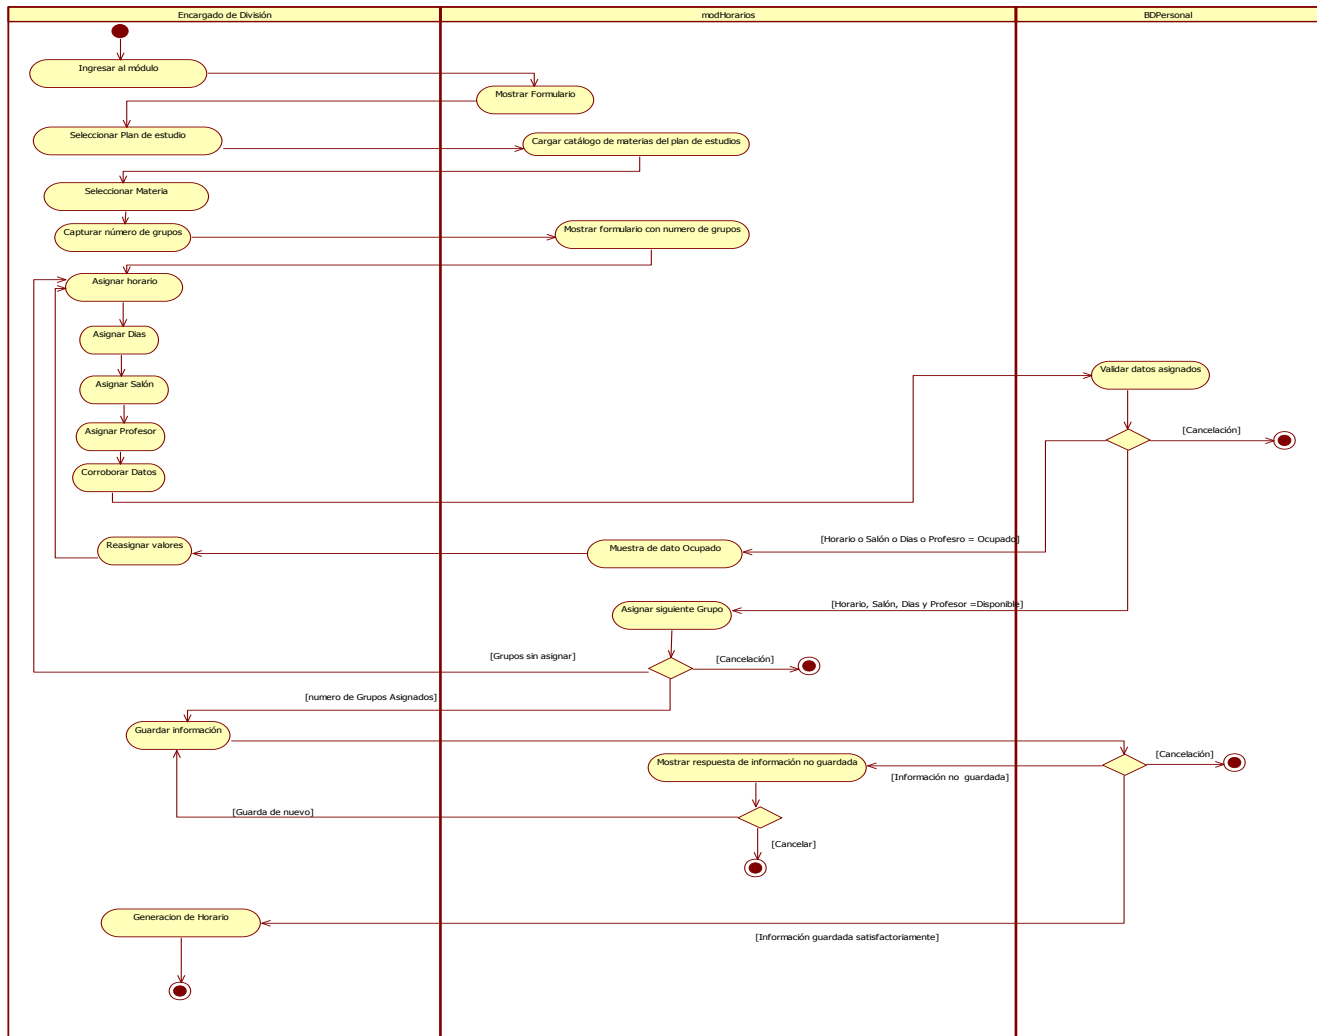 Encargado de División
modHorarios
BDPersonal
Ingresar al módulo
Mostrar Formulario
Seleccionar Plan de estudio
Cargar catálogo de materias del plan de estudios
Seleccionar Materia
Capturar número de grupos
Mostrar formulario con numero de grupos
Asignar horario
Asignar Dias
Validar datos asignados
Asignar Salón
Asignar Profesor
[Cancelación]
Corroborar Datos
[Horario o Salón o Dias o Profesro = Ocupado]
Reasignar valores
Muestra de dato Ocupado
[Horario, Salón, Dias y Profesor =Disponible]
Asignar siguiente Grupo
[Grupos sin asignar]
[Cancelación]
[numero de Grupos Asignados]
Guardar información
[Cancelación]
Mostrar respuesta de información no guardada
[Información no  guardada]
[Guarda de nuevo]
[Cancelar]
Generacion de Horario
[Información guardada satisfactoriamente]